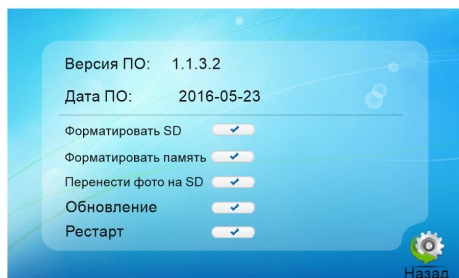 Версия ПО: 1.1.3.2
Дата ПО: 2016-05-23
Форматировать SD
Форматировать память
Перенести фото на SD
Обновление
Рестарт
Назад